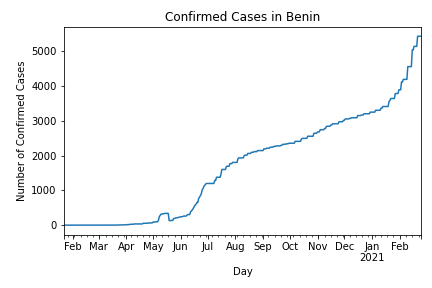 Confirmed Cases in Benin
Number of Confirmed Cases
5000
4000
3000
2000
1000
0
Feb Mar Apr May Jun Jul Aug Sep Oct Nov Dec Jan Feb
2021
Day